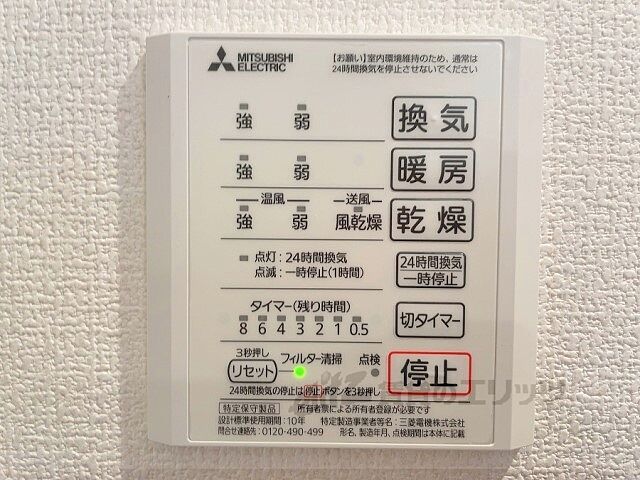 MITSUBISHI
ELECTRIC
【お願い】室内環境維持のため、通常は
24時間換気を停止させないでください
強 弱 換気
強 弱 暖房
温風 送風
強 弱 風乾燥 乾燥
点灯:24時間換気
点滅:一時停止(1時間)
24時間換気
一時停止
タイマー(残り時間)
8 6 4 3 2 1 0.5
切タイマー
3秒押し
リセット フィルター清掃 点検 停止
24時間換気の停止は停止ボタンを3秒押し
特定保守製品 所有者票による所有者登録が必要です
設計標準使用期間:10年 特定製造事業者等名:三菱電機株式会社
問合せ連絡先:0120-490-499 形名、製造年月、点検期間は本体に記載